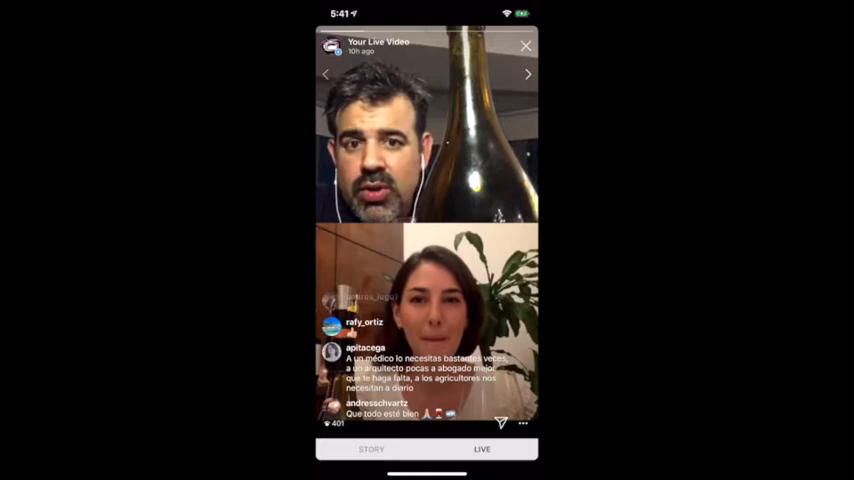 5:41
Your Live Video
10h ago
rafy_ortiz
apitacega
A un médico lo necesitas bastantes veces,
a un arquitecto pocas a abogado mejor
que te haga falta, a los agricultores nos
necesitan a diario
andresschvartz
Que todo esté bien 🙏🏼🍷🇦🇷
401
STORY
LIVE